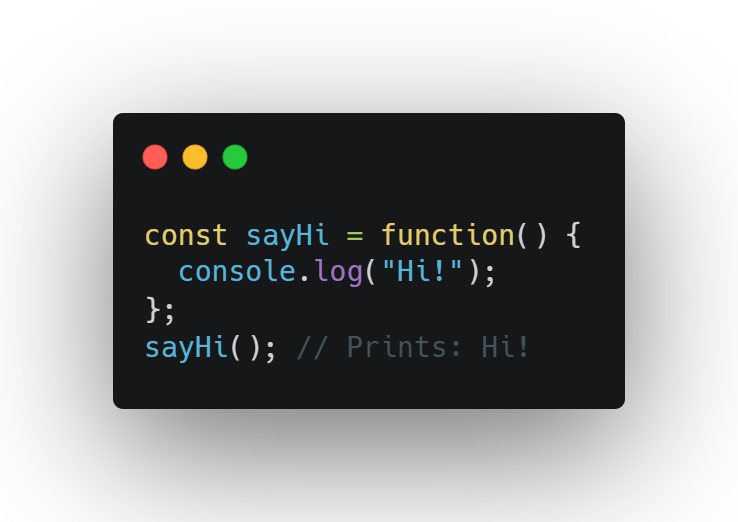 const sayHi = function() {
  console.log("Hi!");
};
sayHi(); // Prints: Hi!